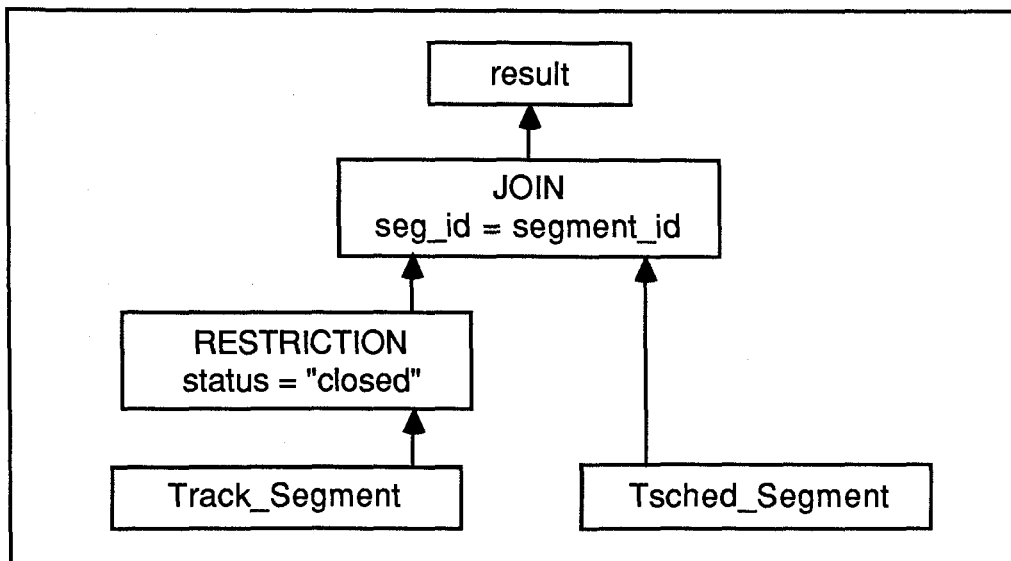 result
JOIN
seg_id = segment_id
RESTRICTION
status = "closed"
Track_Segment
Tsched_Segment